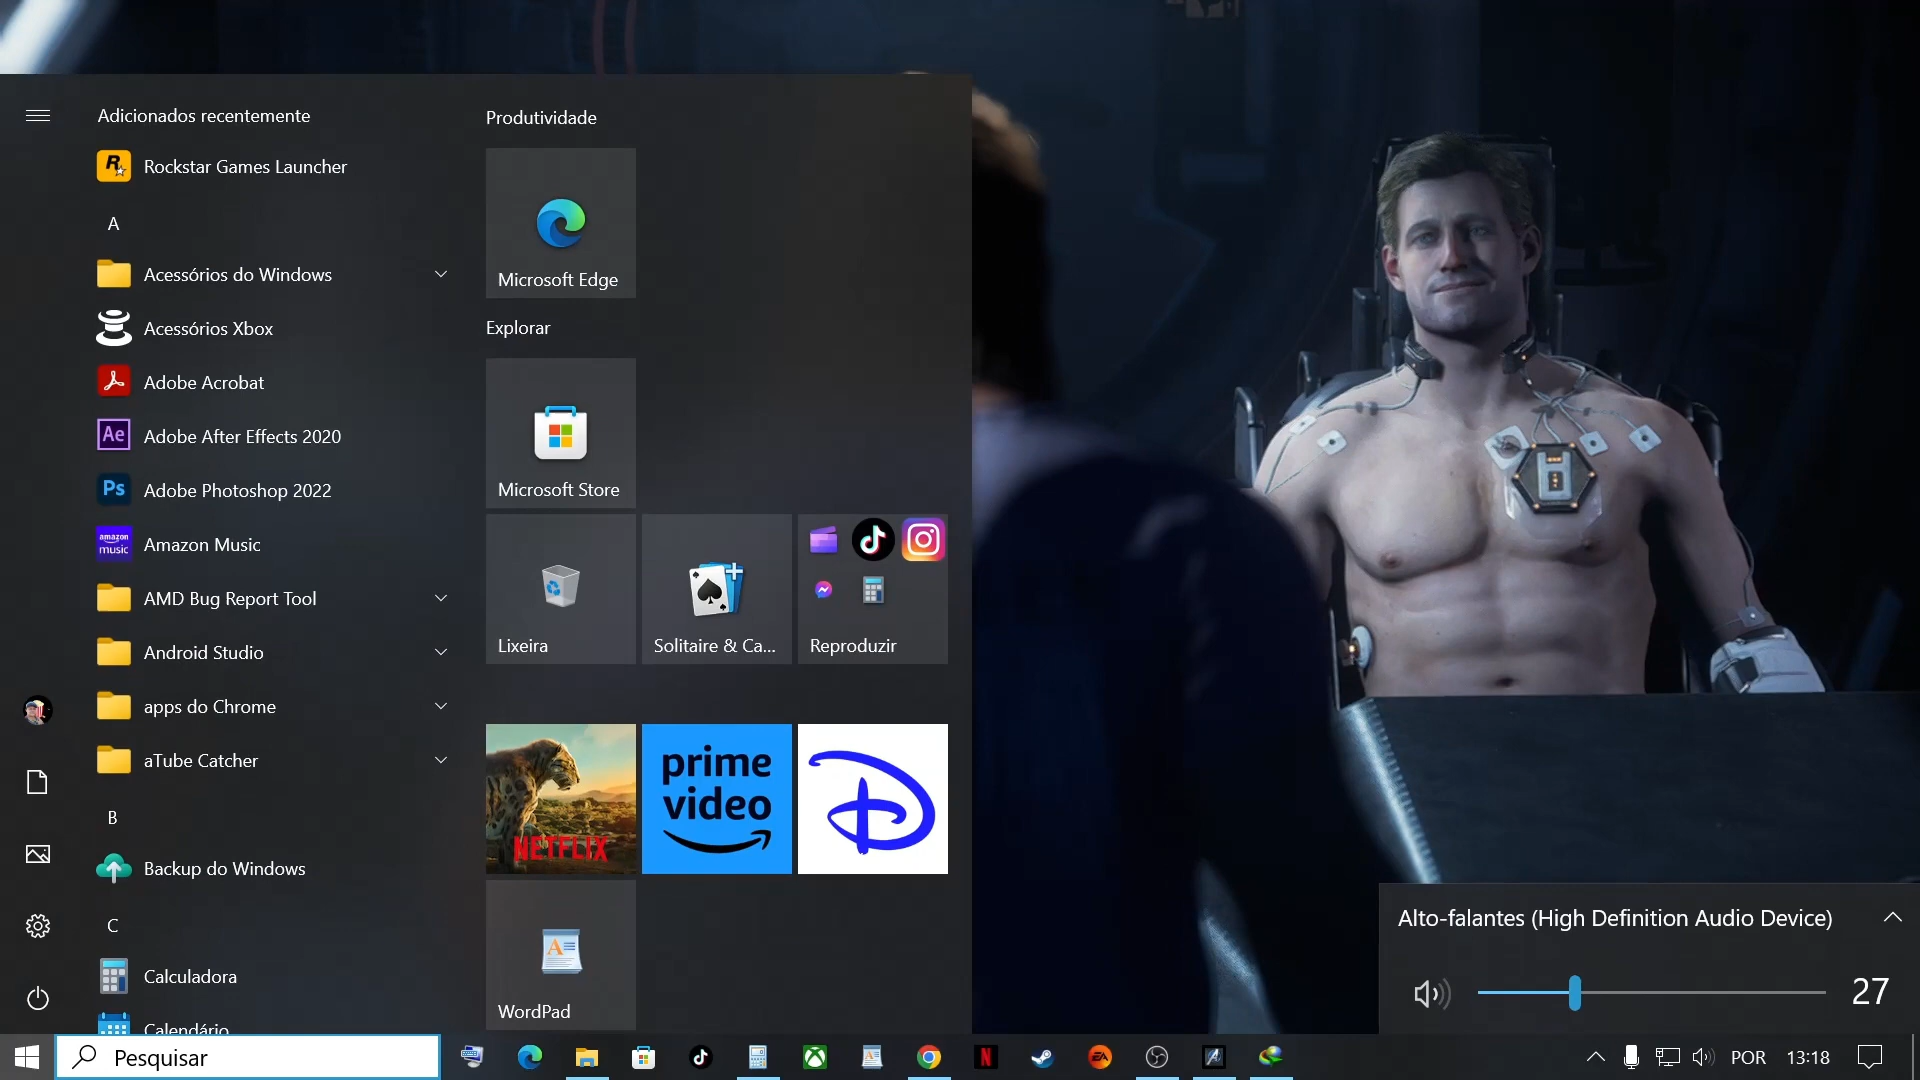 Adicionados recentemente
Rockstar Games Launcher
A
Acessórios do Windows
Acessórios Xbox
Adobe Acrobat
Ae
Adobe After Effects 2020
Ps
Adobe Photoshop 2022
amazon
music
Amazon Music
AMD Bug Report Tool
Android Studio
apps do Chrome
aTube Catcher
B
Backup do Windows
C
Calculadora
Calendário
Produtividade
Microsoft Edge
Explorar
Microsoft Store
Lixeira
Solitaire & Ca...
Reproduzir
NETFLIX
prime
video
WordPad
Alto-falantes (High Definition Audio Device)
27
Pesquisar
POR
13:18